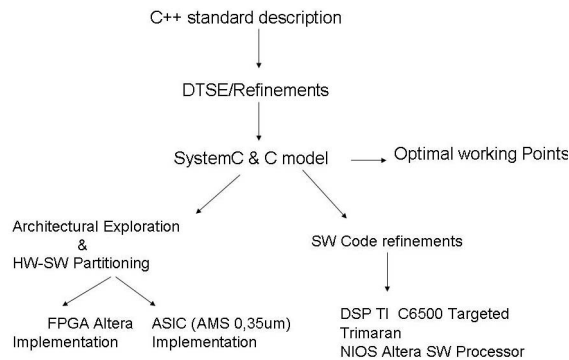 C++ standard description
DTSE/Refinements
SystemC & C model
Optimal working Points
Architectural Exploration
&
HW-SW Partitioning
SW Code refinements
FPGA Altera
Implementation
ASIC (AMS 0,35um)
Implementation
DSP TI C6500 Targeted
Trimaran
NIOS Altera SW Processor